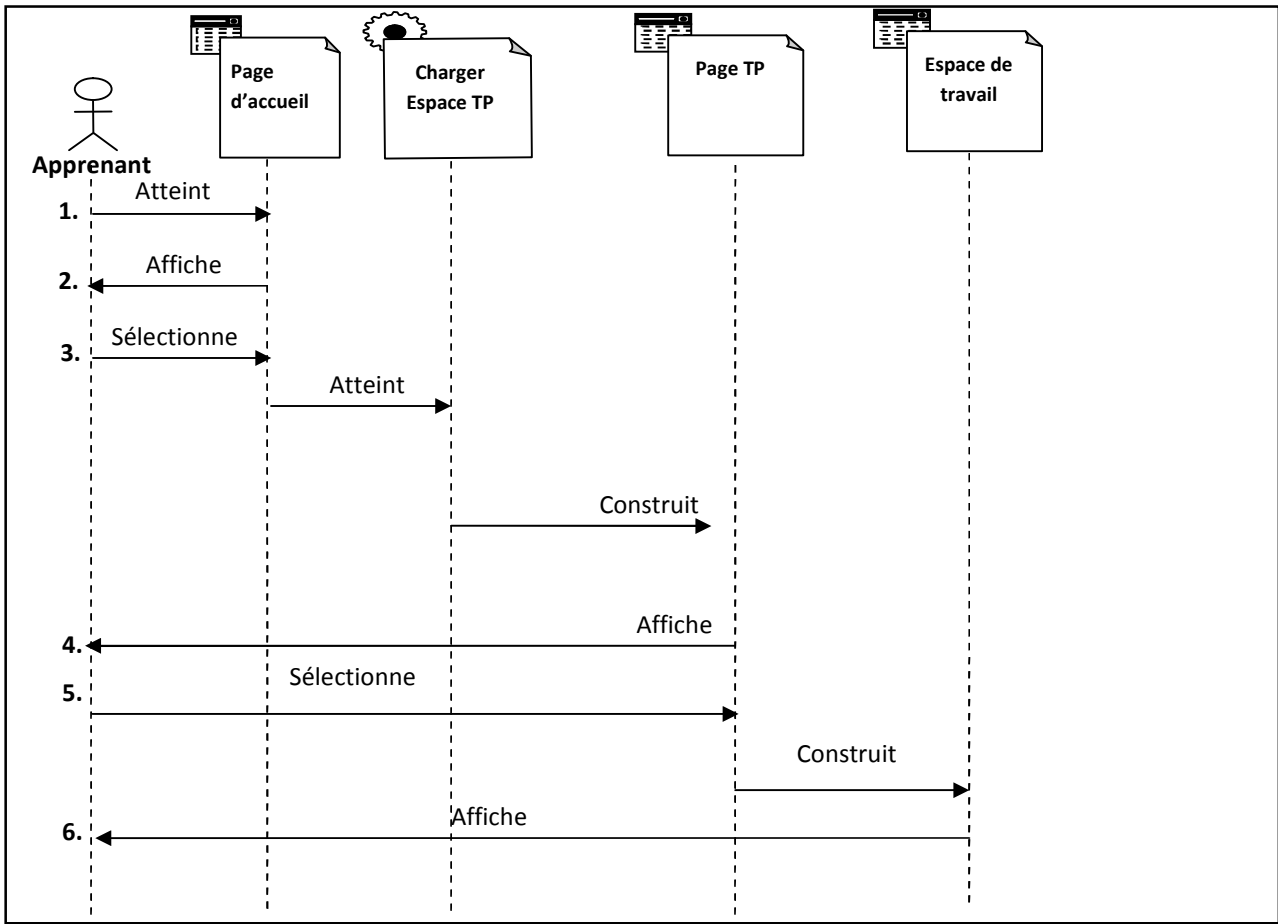 Page
d’accueil
Charger
Espace TP
Page TP
Espace de
travail
Apprenant
Atteint
1.
Affiche
2.
Sélectionne
3.
Atteint
Construit
Affiche
4.
Sélectionne
5.
Construit
Affiche
6.